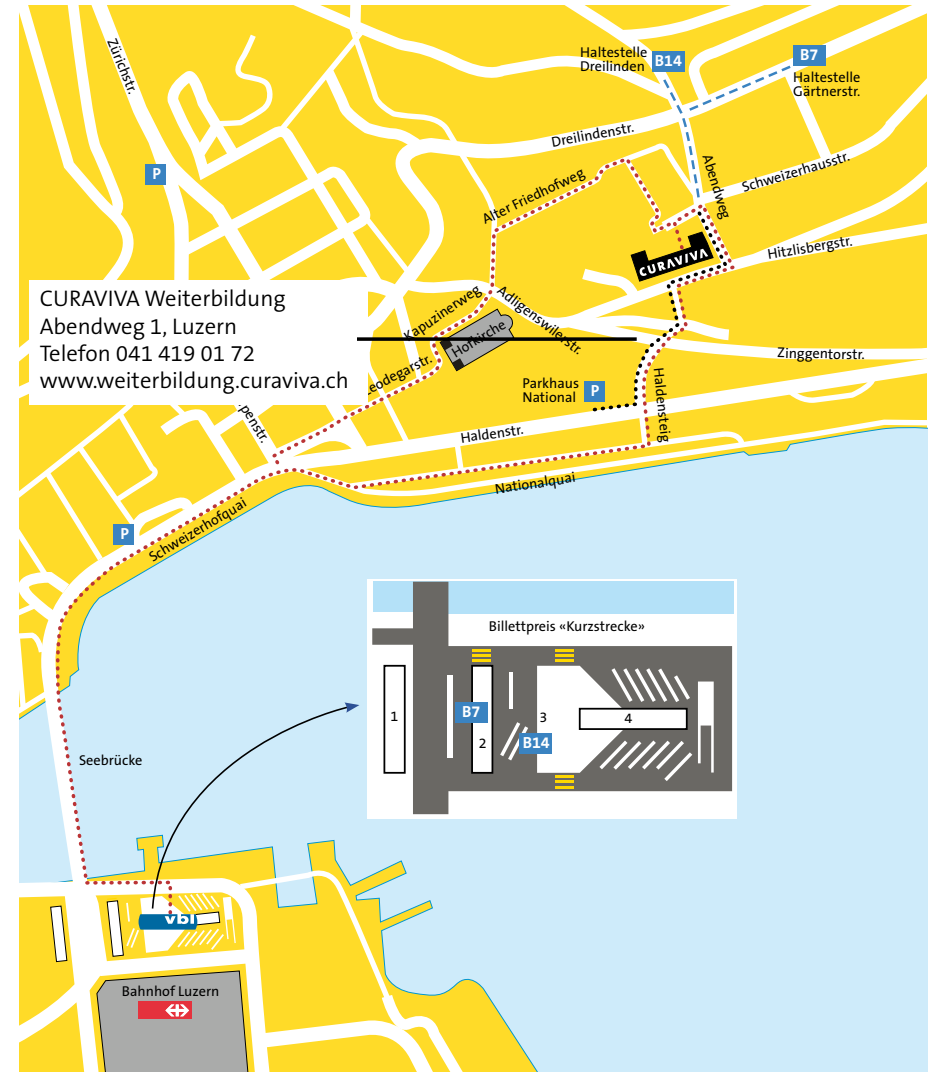 Zürichstr.
Haltestelle
Dreilinden
B14
B7
Haltestelle
Gärtnerstr.
Dreilindenstr.
P
Abendweg
Schweizerhausstr.
Alter Friedhofweg
Hitzlisbergstr.
CURAVIVA
CURAVIVA Weiterbildung
Abendweg 1, Luzern
Telefon 041 419 01 72
www.weiterbildung.curaviva.ch
Kapuzinerweg
Adligenswilerstr.
Hofkirche
Zinggentorstr.
eodegarstr.
Parkhaus
National
P
Haldensteig
penstr.
Haldenstr.
Nationalquai
P
Schweizerhofquai
Billettpreis «Kurzstrecke»
1
B7
2
3
B14
4
Seebrücke
vbl
Bahnhof Luzern